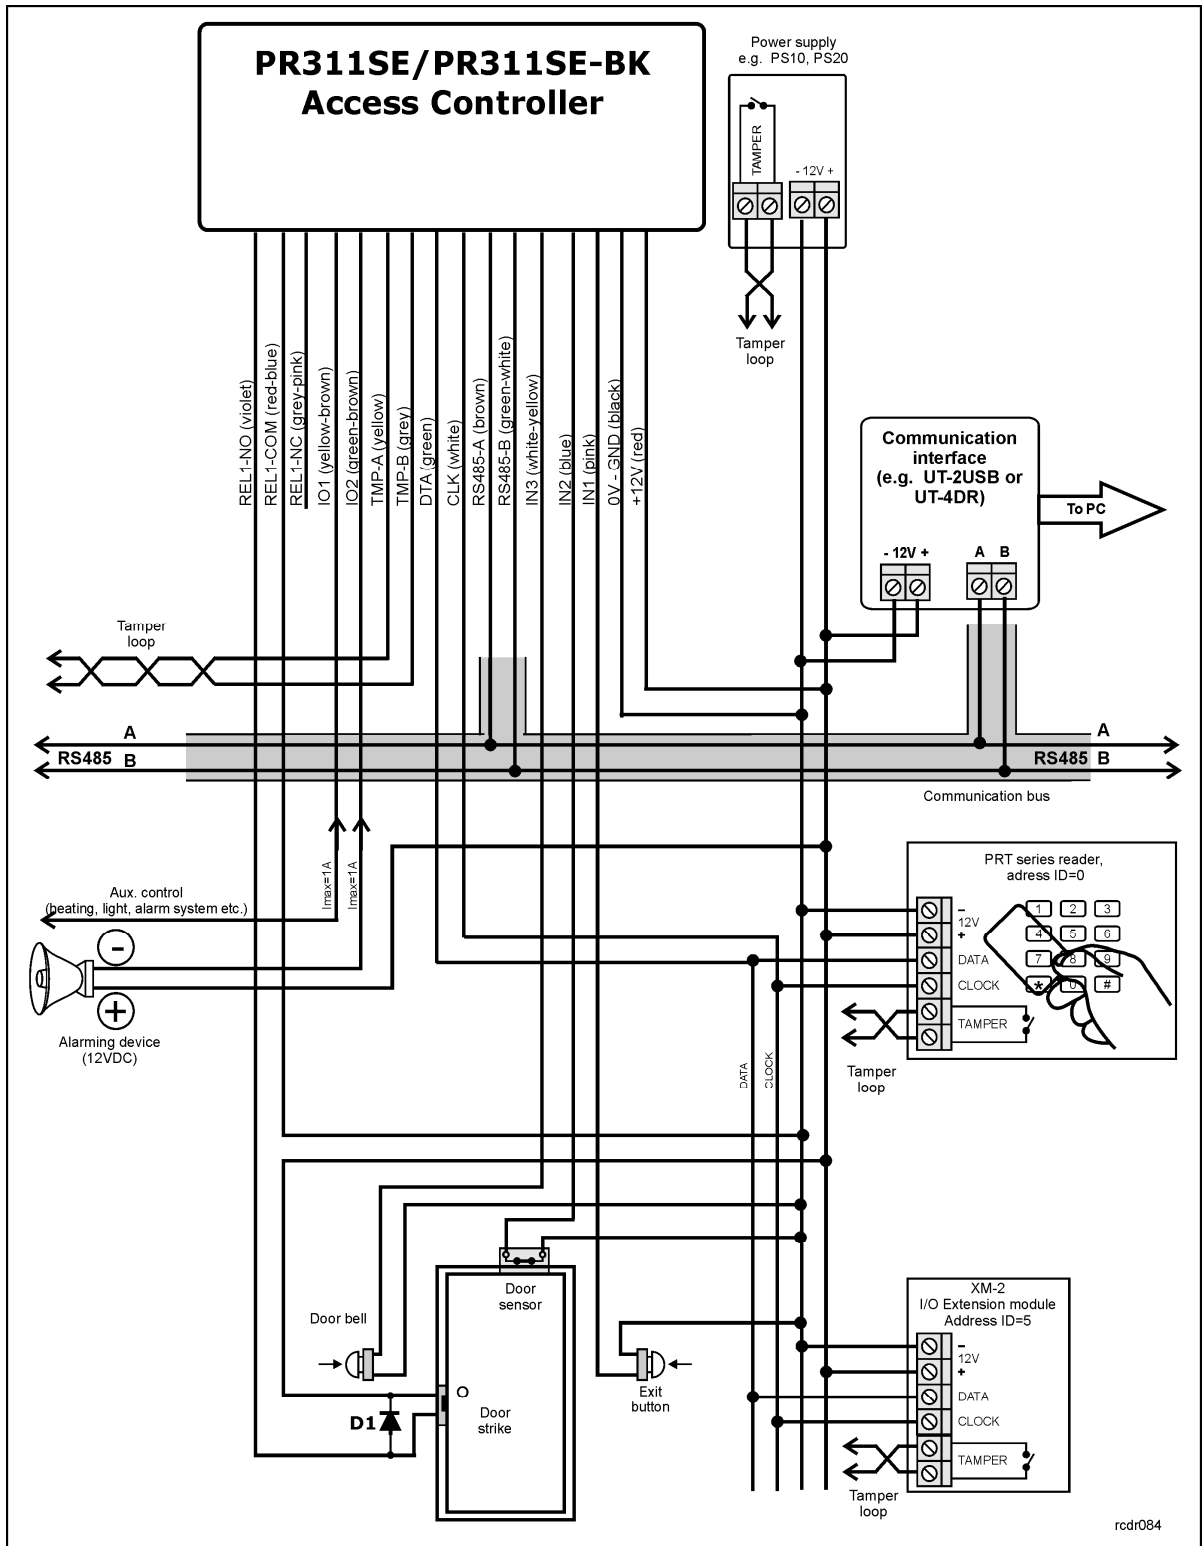 PR311SE/PR311SE-BK
Access Controller
Power supply
e.g. PS10, PS20
TAMPER
- 12V +
Tamper
loop
REL1-NO (violet)
REL1-COM (red-blue)
REL1-NC (grey-pink)
IO1 (yellow-brown)
IO2 (green-brown)
TMP-A (yellow)
TMP-B (grey)
DTA (green)
CLK (white)
RS485-A (brown)
RS485-B (green-white)
IN3 (white-yellow)
IN2 (blue)
IN1 (pink)
0V - GND (black)
+12V (red)
Communication
interface
(e.g. UT-2USB or
UT-4DR)
To PC
- 12V +
A B
Tamper
loop
A
RS485 B
A
RS485 B
Communication bus
Imax=1A
Imax=1A
Aux. control
(heating, light, alarm system etc.)
-
+
Alarming device
(12VDC)
PRT series reader,
adress ID=0
1 2 3
4 5 6
7 8 9
* 0 #
-
12V
+
DATA
CLOCK
TAMPER
Tamper
loop
DATA
CLOCK
Door
sensor
Door bell
D1
Door
strike
Exit
button
XM-2
I/O Extension module
Address ID=5
-
12V
+
DATA
CLOCK
TAMPER
Tamper
loop
rcdr084